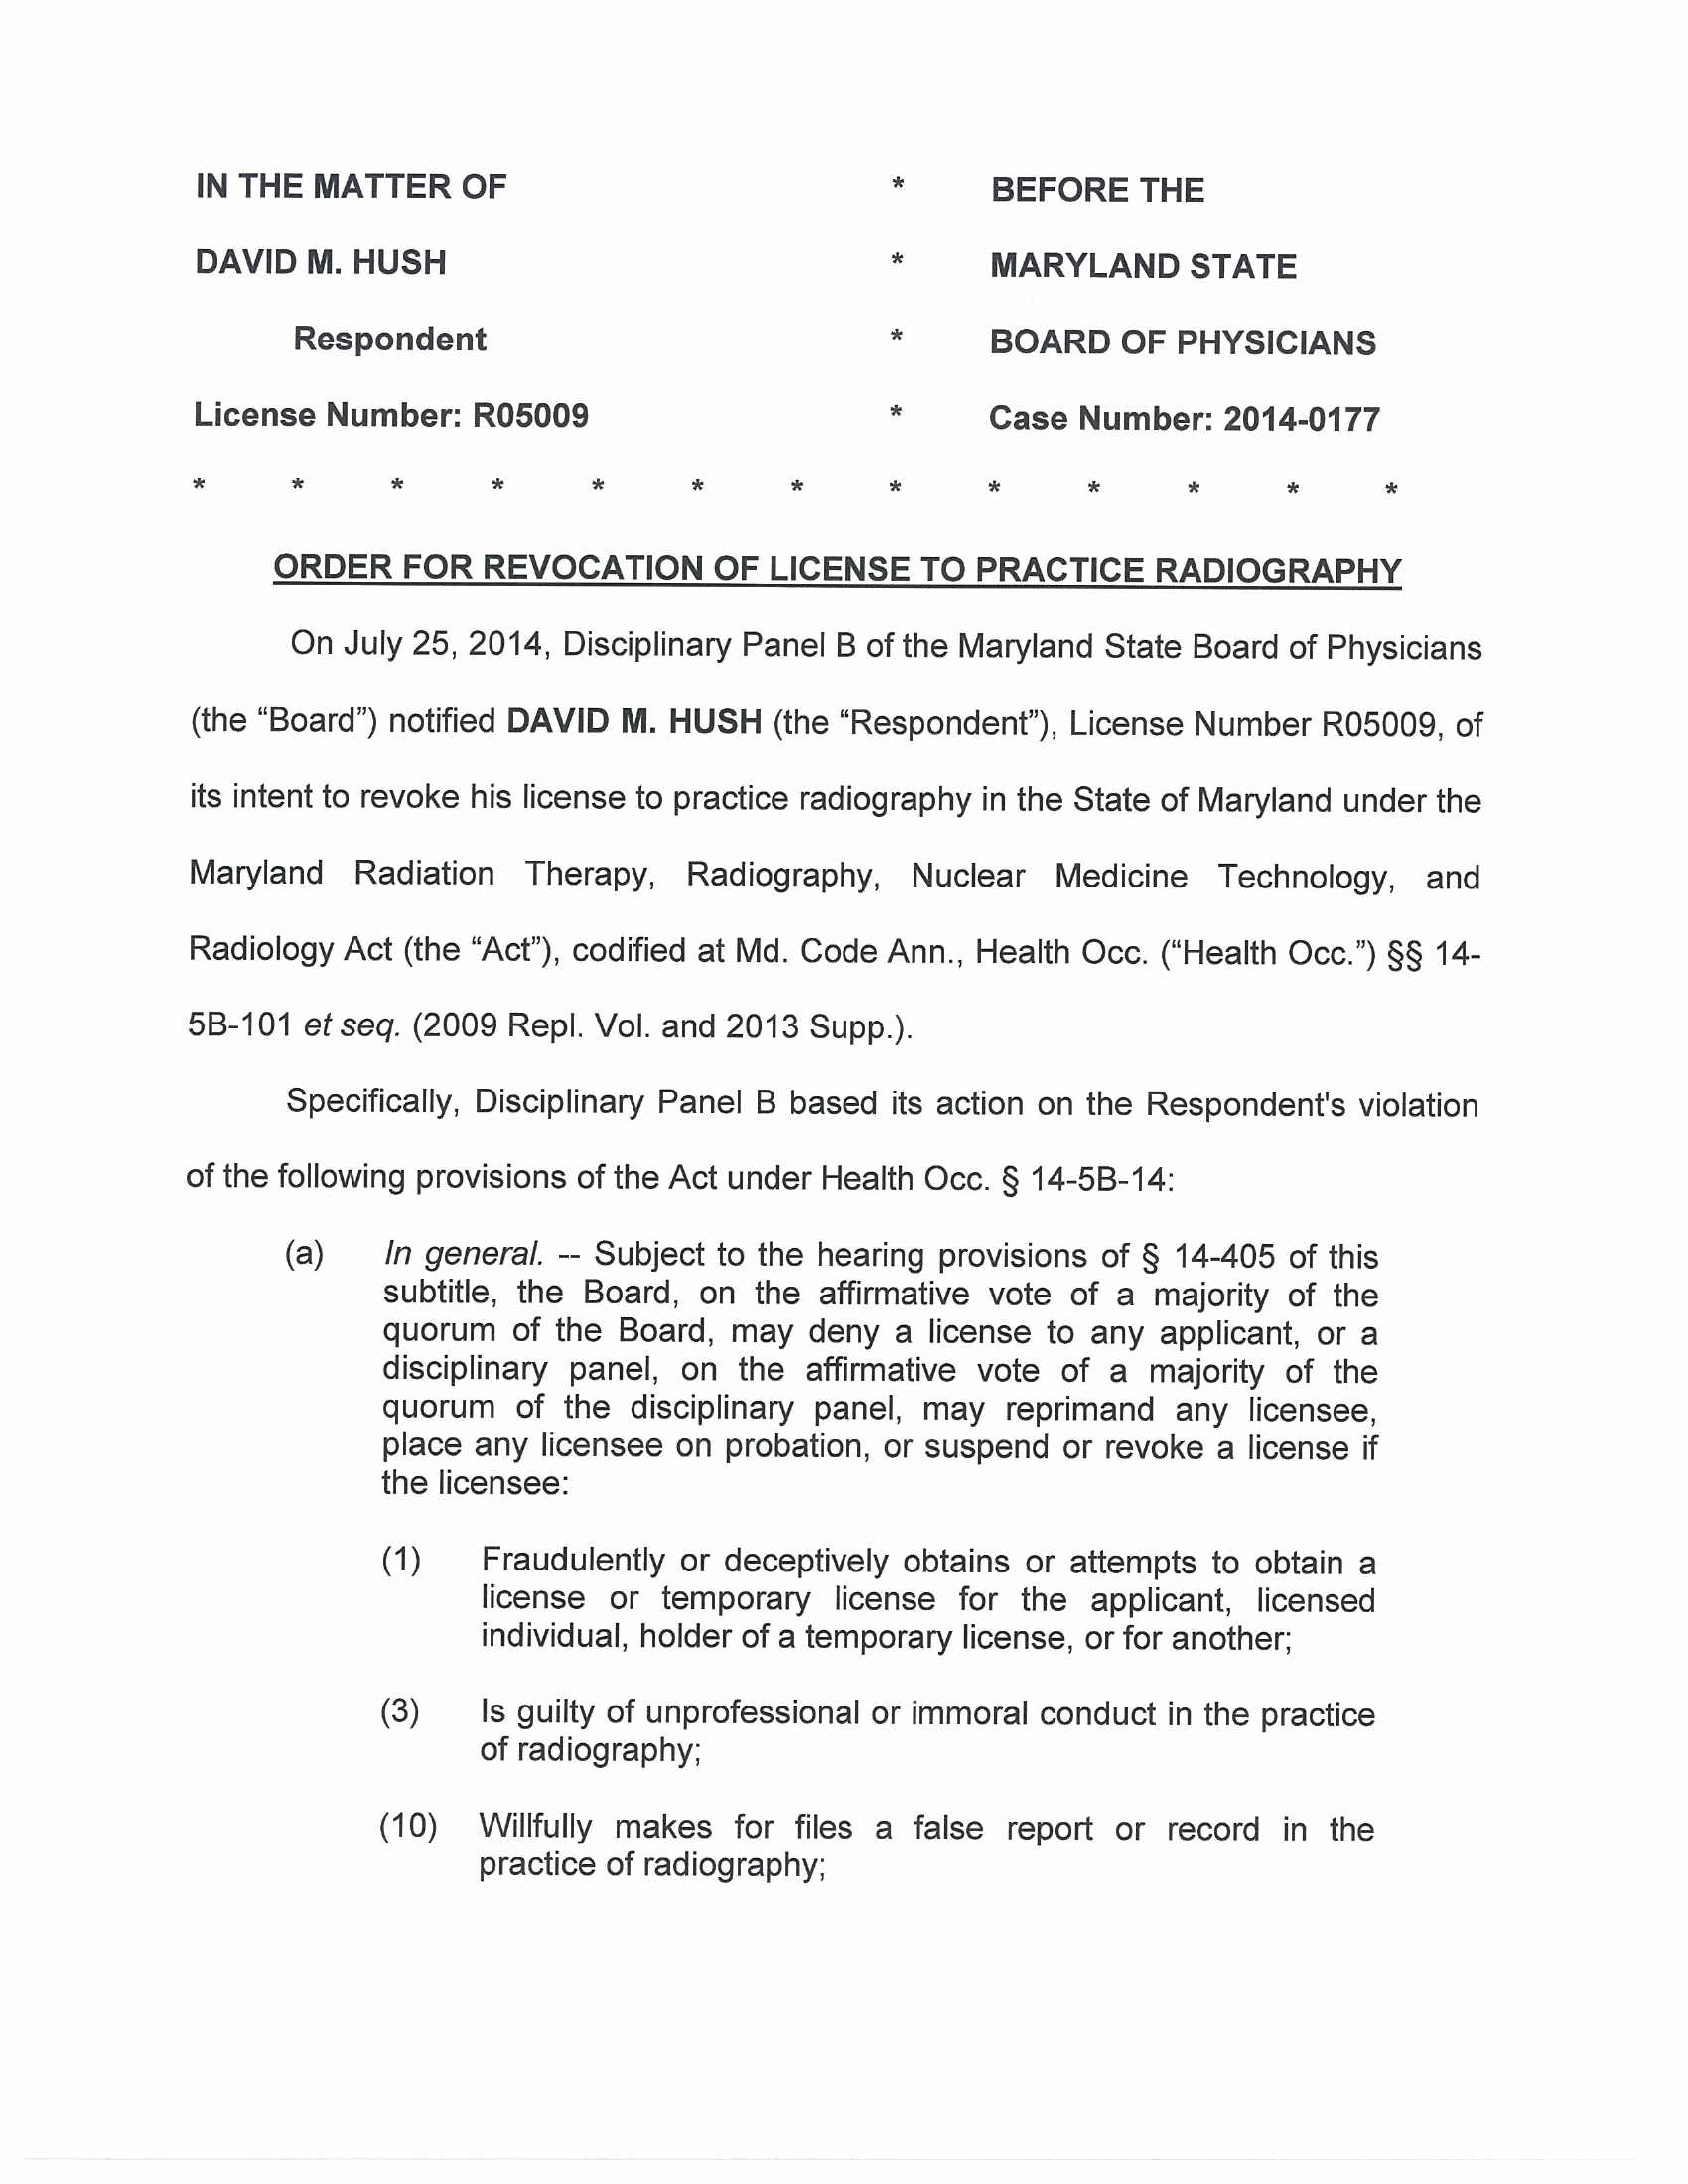 IN THE MATTER OF * BEFORE THE
DAVID M. HUSH * MARYLAND STATE
Respondent * BOARD OF PHYSICIANS
License Number: R05009 * Case Number: 2014-0177
* * * * * * * * * * * * *
ORDER FOR REVOCATION OF LICENSE TO PRACTICE RADIOGRAPHY
On July 25, 2014, Disciplinary Panel B of the Maryland State Board of Physicians
(the “Board”) notified DAVID M. HUSH (the “Respondent”), License Number R05009, of
its intent to revoke his license to practice radiography in the State of Maryland under the
Maryland Radiation Therapy, Radiography, Nuclear Medicine Technology, and
Radiology Act (the “Act”), codified at Md. Code Ann., Health Occ. (“Health Occ.”) §§ 14-
5B-101 et seq. (2009 Repl. Vol. and 2013 Supp.).
Specifically, Disciplinary Panel B based its action on the Respondent's violation
of the following provisions of the Act under Health Occ. § 14-5B-14:
(a) In general. -- Subject to the hearing provisions of § 14-405 of this
subtitle, the Board, on the affirmative vote of a majority of the
quorum of the Board, may deny a license to any applicant, or a
disciplinary panel, on the affirmative vote of a majority of the
quorum of the disciplinary panel, may reprimand any licensee,
place any licensee on probation, or suspend or revoke a license if
the licensee:
(1) Fraudulently or deceptively obtains or attempts to obtain a
license or temporary license for the applicant, licensed
individual, holder of a temporary license, or for another;
(3) Is guilty of unprofessional or immoral conduct in the practice
of radiography;
(10) Willfully makes for files a false report or record in the
practice of radiography;